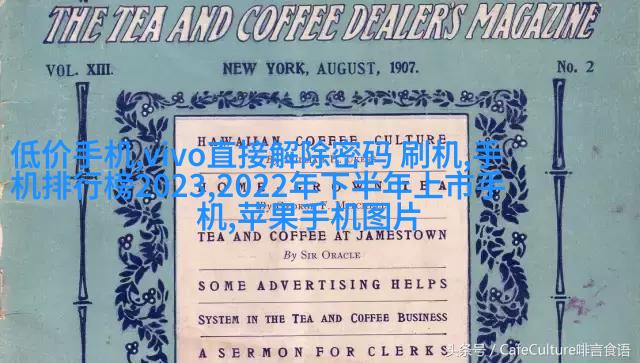 THE TEA AND COFFEE DEALER'S MAGAZINE
VOL. XIII. NEW YORK, AUGUST, 1907. No. 2
HAWAIIAN COFFEE CULTURE
低价手机,vivo直接解除密码 刷机,手
机排行榜2023,2022年下半年上市手
机,苹果手机图片
HOME GROWN TEA
TEA AND COFFEE AT JAMESTOWN
By SIR ORACLE
SOME ADVERTISING HELPS
SYSTEM IN THE TEA AND COFFEE BUSINESS
A SERMON FOR CLERKS
头条号 / CafeCulture啡言食语